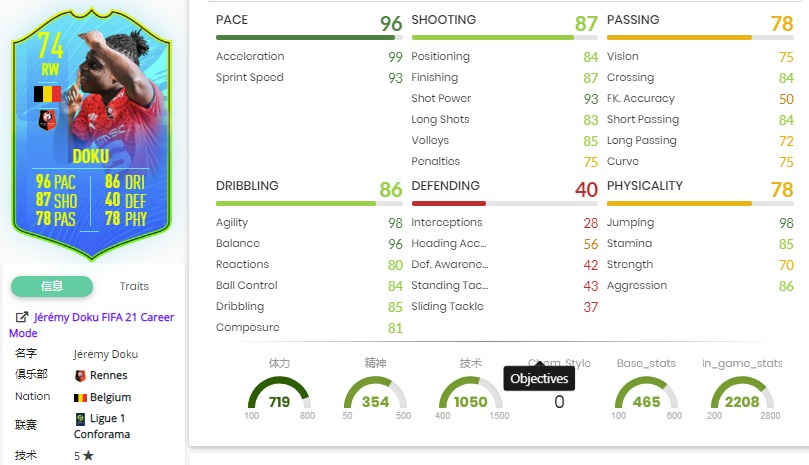 74
RW
DOKU
96 PAC 86 DRI
87 SHO 40 DEF
78 PAS 78 PHY
信息 Traits
Jérémy Doku FIFA 21 Career
Mode
名字 Jérémy Doku
俱乐部 Rennes
Nation Belgium
联赛 Ligue 1
Conforama
技术 5
PACE 96
Acceleration 99
Sprint Speed 93
SHOOTING 87
Positioning 84
Finishing 87
Shot Power 93
Long Shots 83
Volleys 85
Penalties 75
PASSING 78
Vision 75
Crossing 84
FK. Accuracy 50
Short Passing 84
Long Passing 72
Curve 75
DRIBBLING 86
Agility 98
Balance 96
Reactions 80
Ball Control 84
Dribbling 85
Composure 81
DEFENDING 40
Interceptions 28
Heading Acc... 56
Def. Awarene... 42
Standing Tac... 43
Sliding Tackle 37
PHYSICALITY 78
Jumping 98
Stamina 85
Strength 70
Aggression 86
体力 精神 技术 Chem_Style Base_stats in_game_stats
Objectives
719 354 1050 0 465 2208
100 800 50 500 400 1500 100 600 200 2800